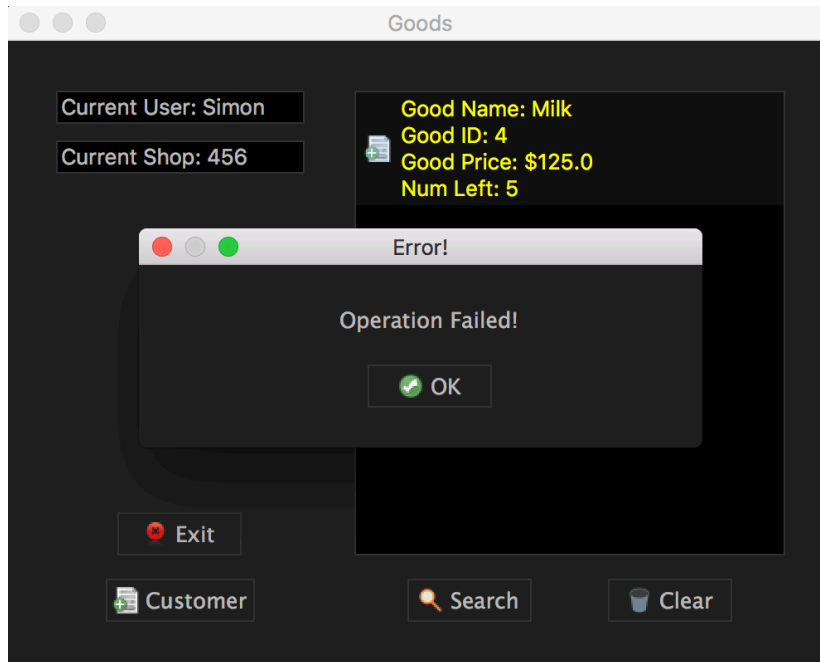 Goods
Current User: Simon
Current Shop: 456
Good Name: Milk
Good ID: 4
Good Price: $125.0
Num Left: 5
Error!
Operation Failed!
OK
Exit
Customer
Search
Clear